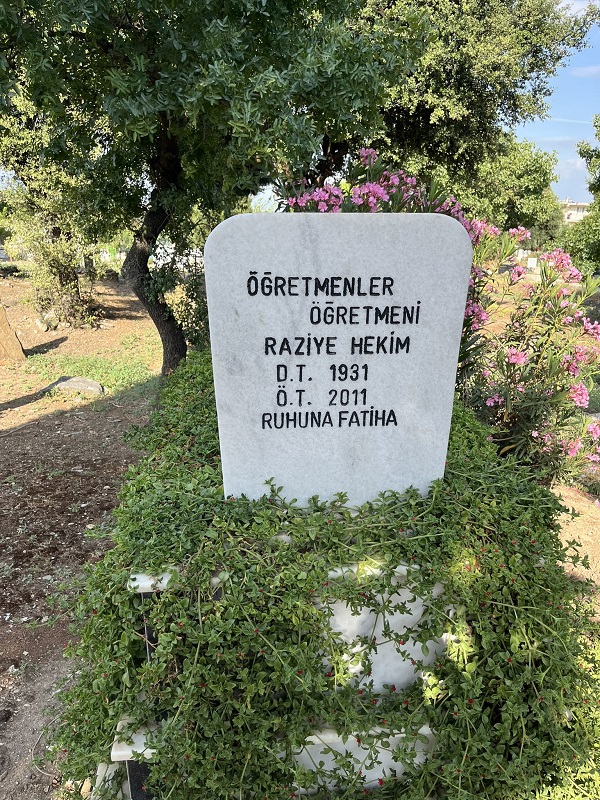 ÖĞRETMENLER
ÖĞRETMENİ
RAZİYE HEKİM
D.T. 1931
Ö.T. 2011
RUHUNA FATİHA